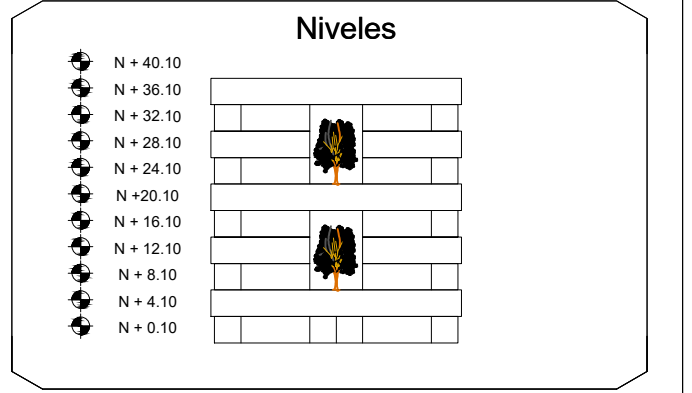 Niveles
N + 40.10
N + 36.10
N + 32.10
N + 28.10
N + 24.10
N +20.10
N + 16.10
N + 12.10
N + 8.10
N + 4.10
N + 0.10